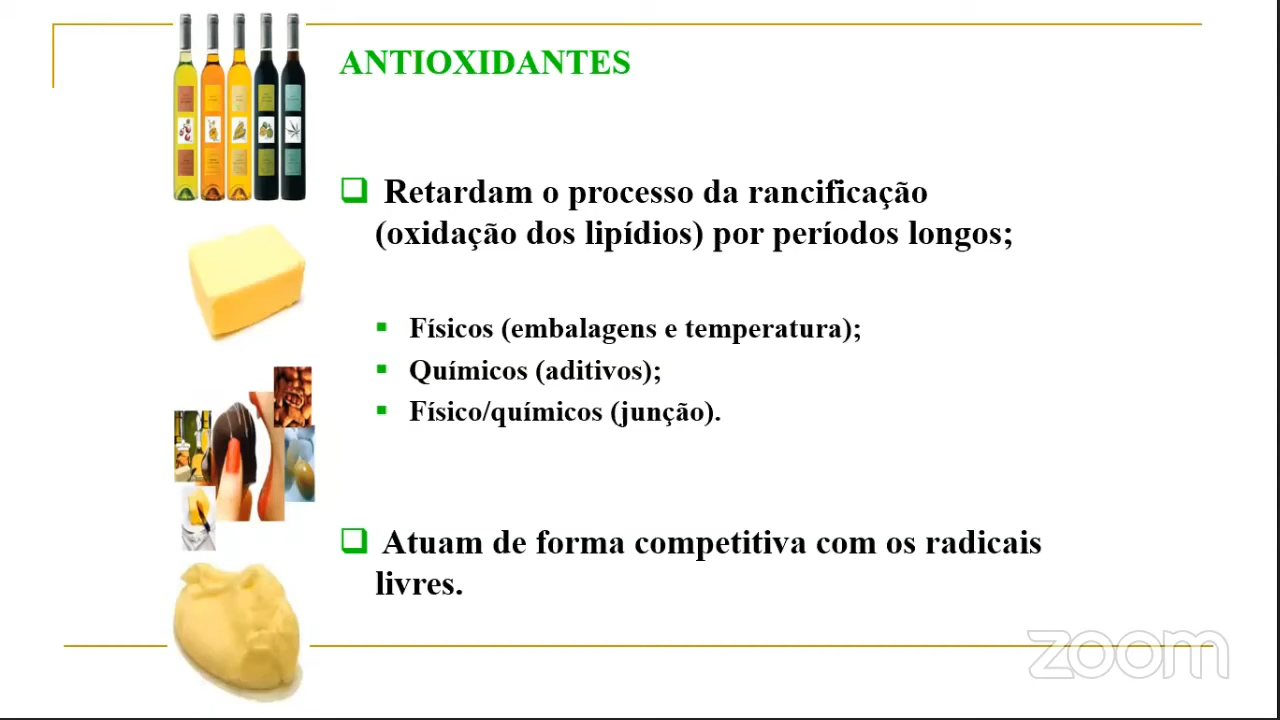 ANTIOXIDANTES
Retardam o processo da rancificação
(oxidação dos lipídios) por períodos longos;
Físicos (embalagens e temperatura);
Químicos (aditivos);
Físico/químicos (junção).
Atuam de forma competitiva com os radicais
livres.
zoom